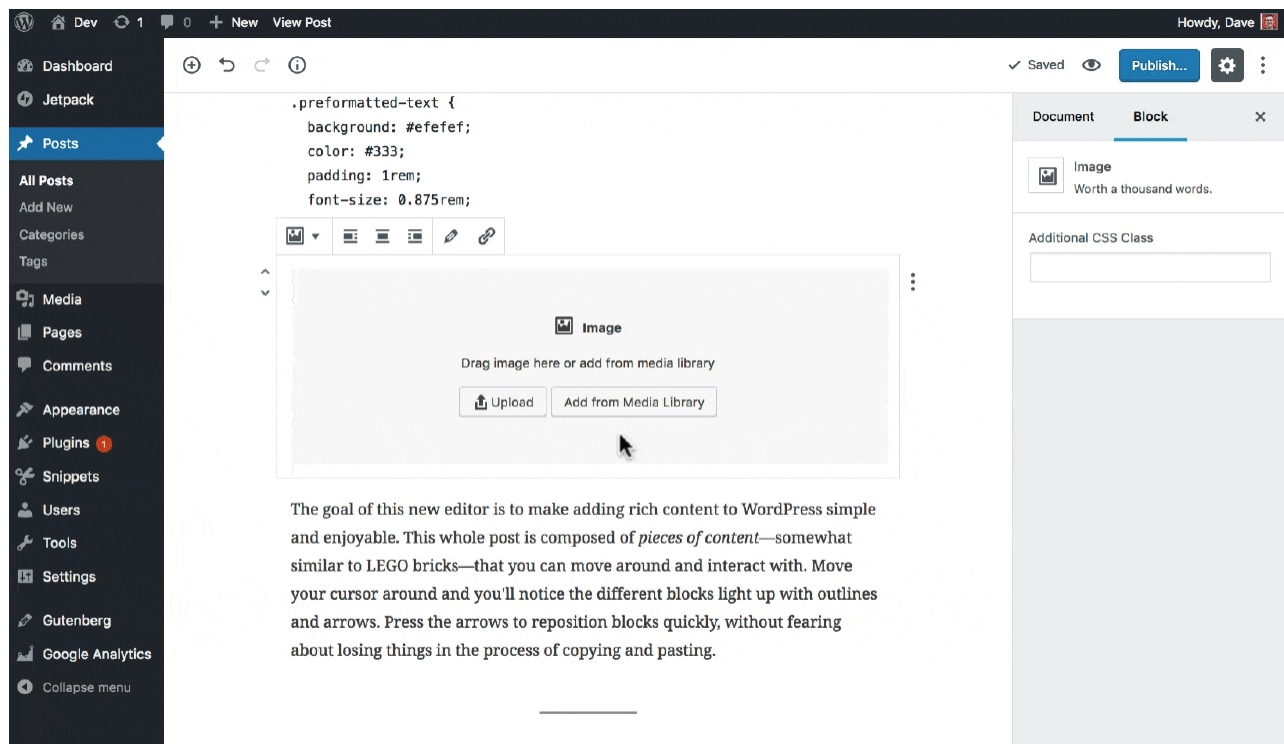 Dev 1 0 New View Post Howdy, Dave
Dashboard
Jetpack
Posts
All Posts
Add New
Categories
Tags
Media
Pages
Comments
Appearance
Plugins 1
Snippets
Users
Tools
Settings
Gutenberg
Google Analytics
Collapse menu
Saved Publish...
.preformatted-text {
background: #efefef;
color: #333;
padding: 1rem;
font-size: 0.875rem;
Image
Drag image here or add from media library
Upload Add from Media Library
The goal of this new editor is to make adding rich content to WordPress simple
and enjoyable. This whole post is composed of pieces of content—somewhat
similar to LEGO bricks—that you can move around and interact with. Move
your cursor around and you'll notice the different blocks light up with outlines
and arrows. Press the arrows to reposition blocks quickly, without fearing
about losing things in the process of copying and pasting.
Document Block
Image
Worth a thousand words.
Additional CSS Class